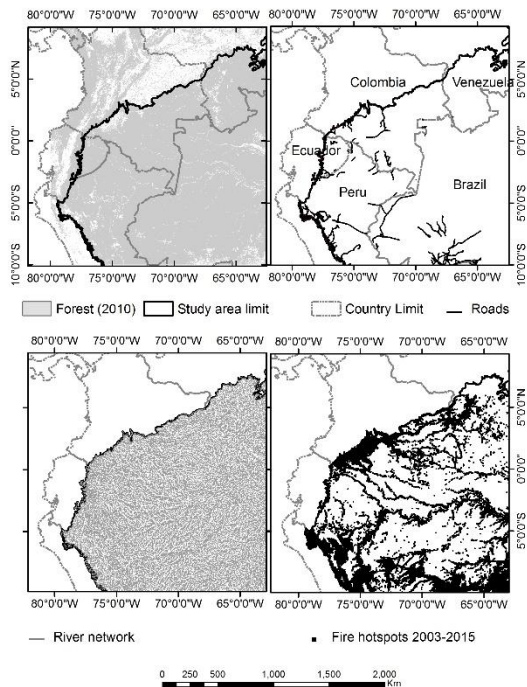 80°0'0"W 75°0'0"W 70°0'0"W 65°0'0"W 80°0'0"W 75°0'0"W 70°0'0"W 65°0'0"W
5°0'0"N
0°0'0"
5°0'0"S
10°0'0"S
Colombia
Venezuela
Ecuador
Peru
Brazil
5°0'0"N
0°0'0"
5°0'0"S
10°0'0"S
80°0'0"W 75°0'0"W 70°0'0"W 65°0'0"W 80°0'0"W 75°0'0"W 70°0'0"W 65°0'0"W
Forest (2010) Study area limit Country Limit Roads
80°0'0"W 75°0'0"W 70°0'0"W 65°0'0"W 80°0'0"W 75°0'0"W 70°0'0"W 65°0'0"W
5°0'0"N
0°0'0"
5°0'0"S
80°0'0"W 75°0'0"W 70°0'0"W 65°0'0"W 80°0'0"W 75°0'0"W 70°0'0"W 65°0'0"W
River network Fire hotspots 2003-2015
0 250 500 1,000 1,500 2,000
Km